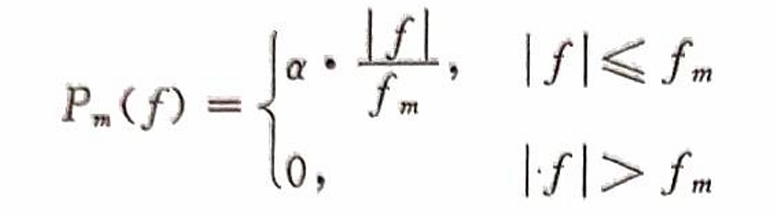 P_m(f) = { α · |f| / f_m , |f| ⩽ f_m
0, |·f| > f_m